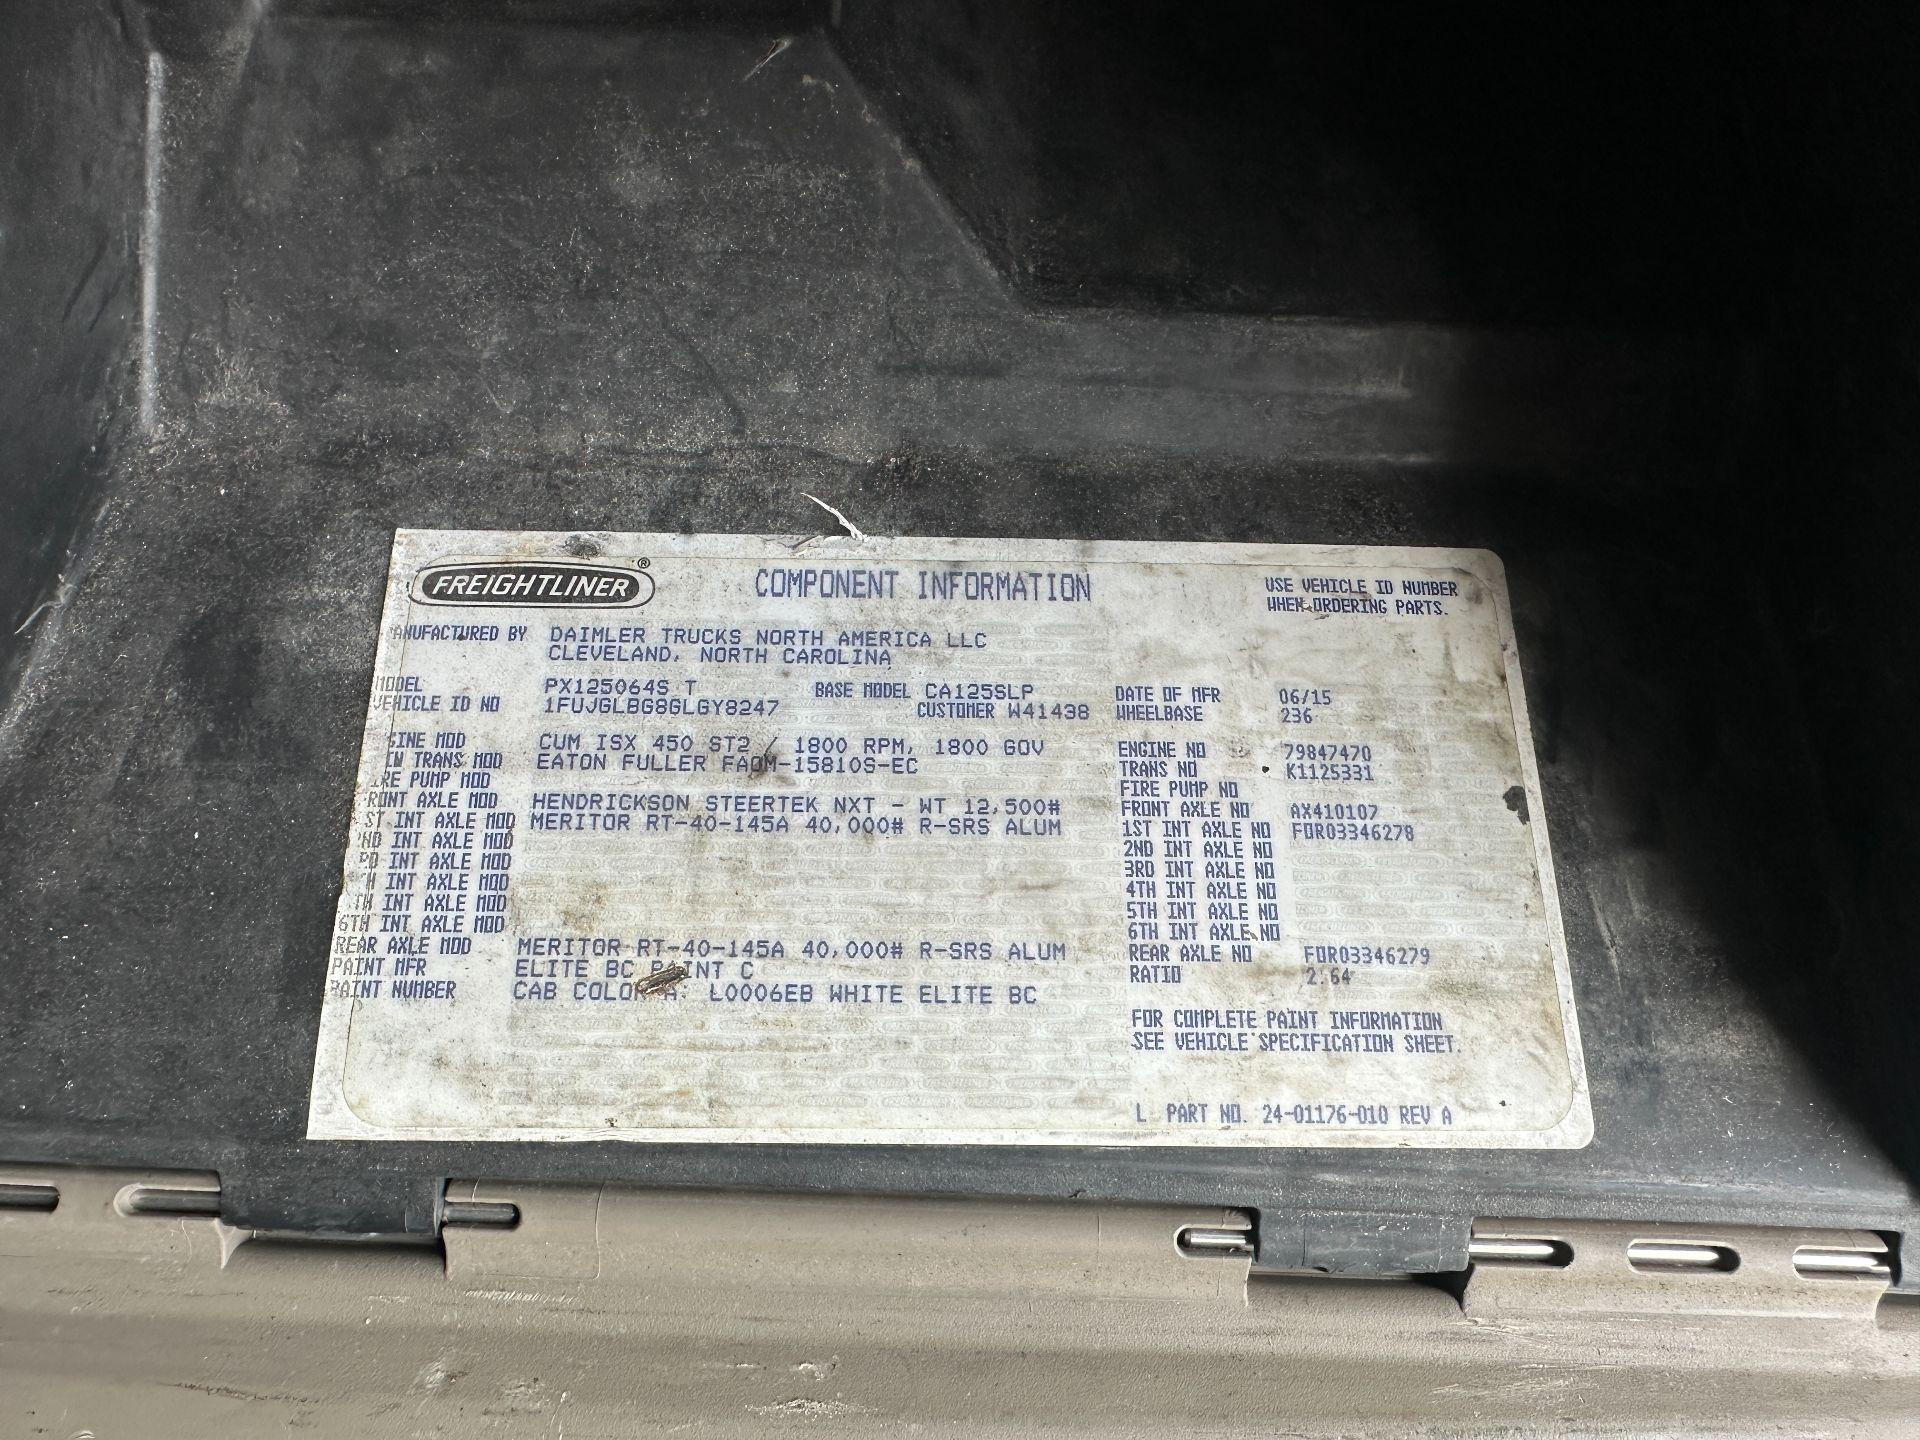 FREIGHTLINER®
COMPONENT INFORMATION
USE VEHICLE ID NUMBER
WHEN ORDERING PARTS.
ANUFACTURED BY DAIMLER TRUCKS NORTH AMERICA LLC
CLEVELAND, NORTH CAROLINA
MODEL PX125064S T BASE MODEL CA125SLP DATE OF MFR 06/15
VEHICLE ID NO 1FUJGLBG8GLGY8247 CUSTOMER W41438 WHEELBASE 236
GINE MOD CUM ISX 450 ST2 / 1800 RPM, 1800 GOV ENGINE NO 79847470
TRANS MOD EATON FULLER FAOM-15810S-EC TRANS NO K1125331
IRE PUMP MOD FIRE PUMP NO
RONT AXLE MOD HENDRICKSON STEERTEK NXT - WT 12,500# FRONT AXLE NO AX410107
ST INT AXLE MOD MERITOR RT-40-145A 40,000# R-SRS ALUM 1ST INT AXLE NO FOR03346278
ND INT AXLE MOD 2ND INT AXLE NO
RD INT AXLE MOD 3RD INT AXLE NO
H INT AXLE MOD 4TH INT AXLE NO
TH INT AXLE MOD 5TH INT AXLE NO
6TH INT AXLE MOD 6TH INT AXLE NO
REAR AXLE MOD MERITOR RT-40-145A 40,000# R-SRS ALUM REAR AXLE NO FOR03346279
PAINT MFR ELITE BC PAINT C RATIO 2.64
PAINT NUMBER CAB COLOR A: L0006EB WHITE ELITE BC
FOR COMPLETE PAINT INFORMATION
SEE VEHICLE SPECIFICATION SHEET.
L PART NO. 24-01176-010 REV A